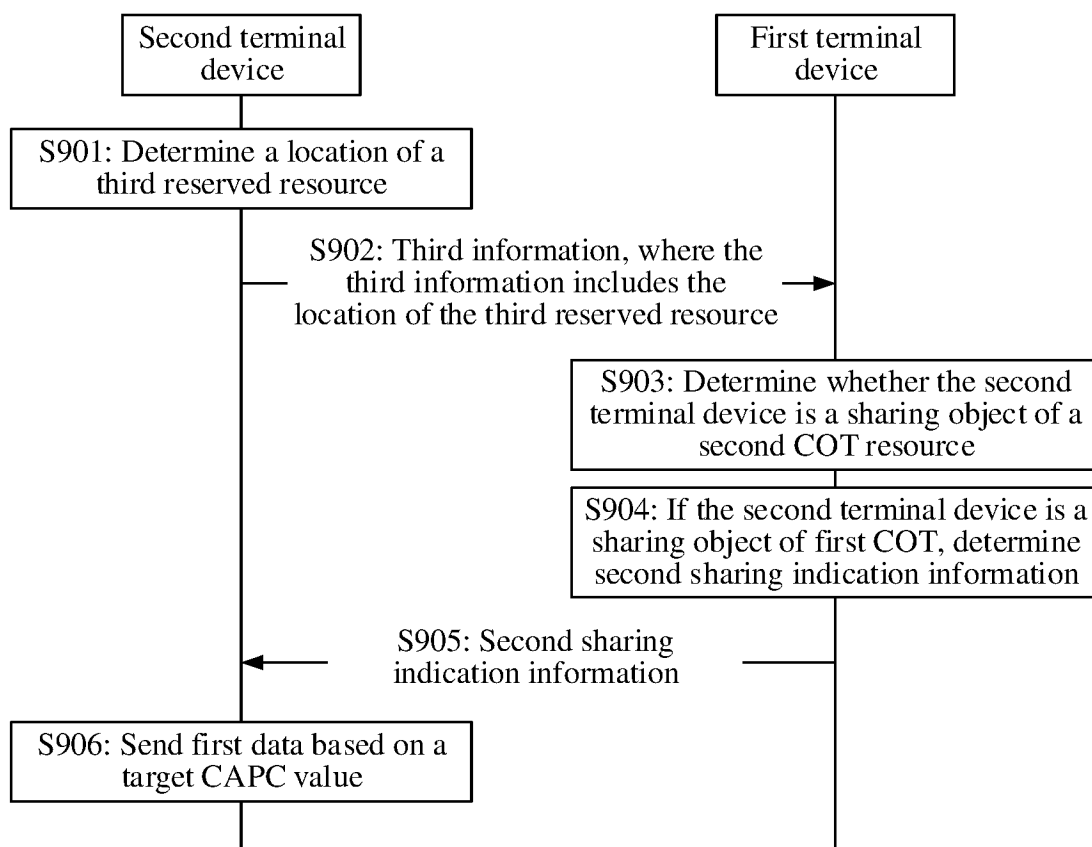 Second terminal
device
First terminal
device
S901: Determine a location of a
third reserved resource
S902: Third information, where the
third information includes the
location of the third reserved resource
S903: Determine whether the second
terminal device is a sharing object of a
second COT resource
S904: If the second terminal device is a
sharing object of first COT, determine
second sharing indication information
S905: Second sharing
indication information
S906: Send first data based on a
target CAPC value